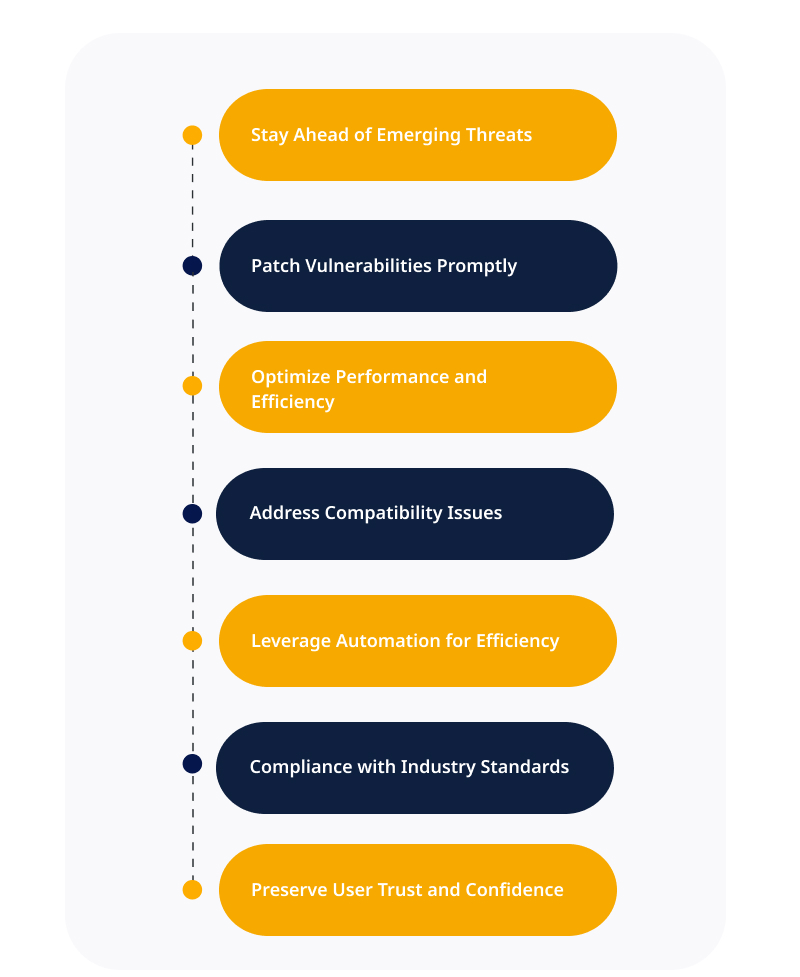 Stay Ahead of Emerging Threats
Patch Vulnerabilities Promptly
Optimize Performance and
Efficiency
Address Compatibility Issues
Leverage Automation for Efficiency
Compliance with Industry Standards
Preserve User Trust and Confidence